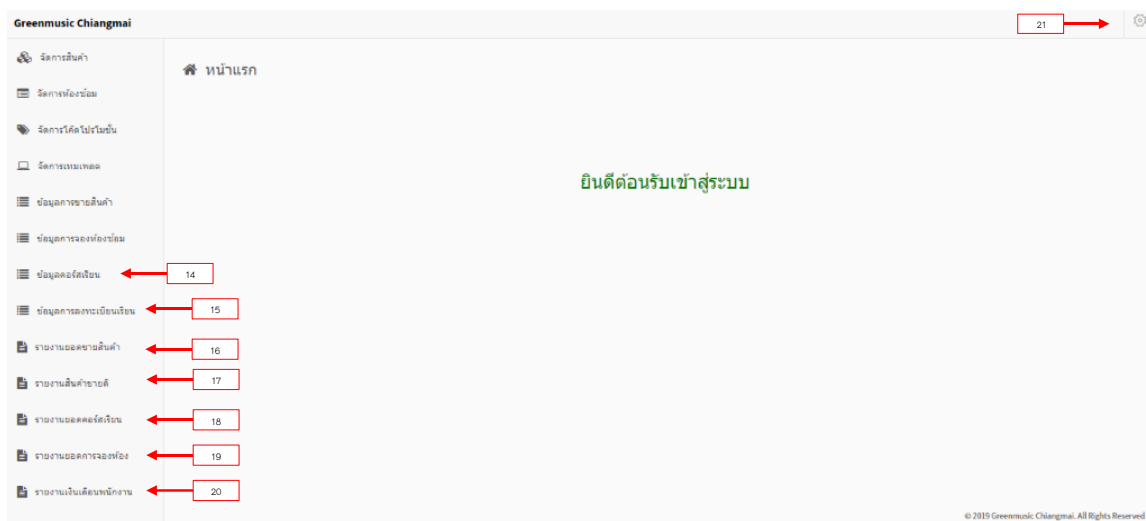 Greenmusic Chiangmai
21
จัดการสินค้า
หน้าแรก
จัดการห้องซ้อม
จัดการโค้ดโปรโมชั่น
จัดการเทมเพลต
ยินดีต้อนรับเข้าสู่ระบบ
ข้อมูลการขายสินค้า
ข้อมูลการจองห้องซ้อม
ข้อมูลคอร์สเรียน
14
ข้อมูลการลงทะเบียนเรียน
15
รายงานยอดขายสินค้า
16
รายงานสินค้าขายดี
17
รายงานยอดคอร์สเรียน
18
รายงานยอดการจองห้อง
19
รายงานเงินเดือนพนักงาน
20
© 2019 Greenmusic Chiangmai. All Rights Reserved